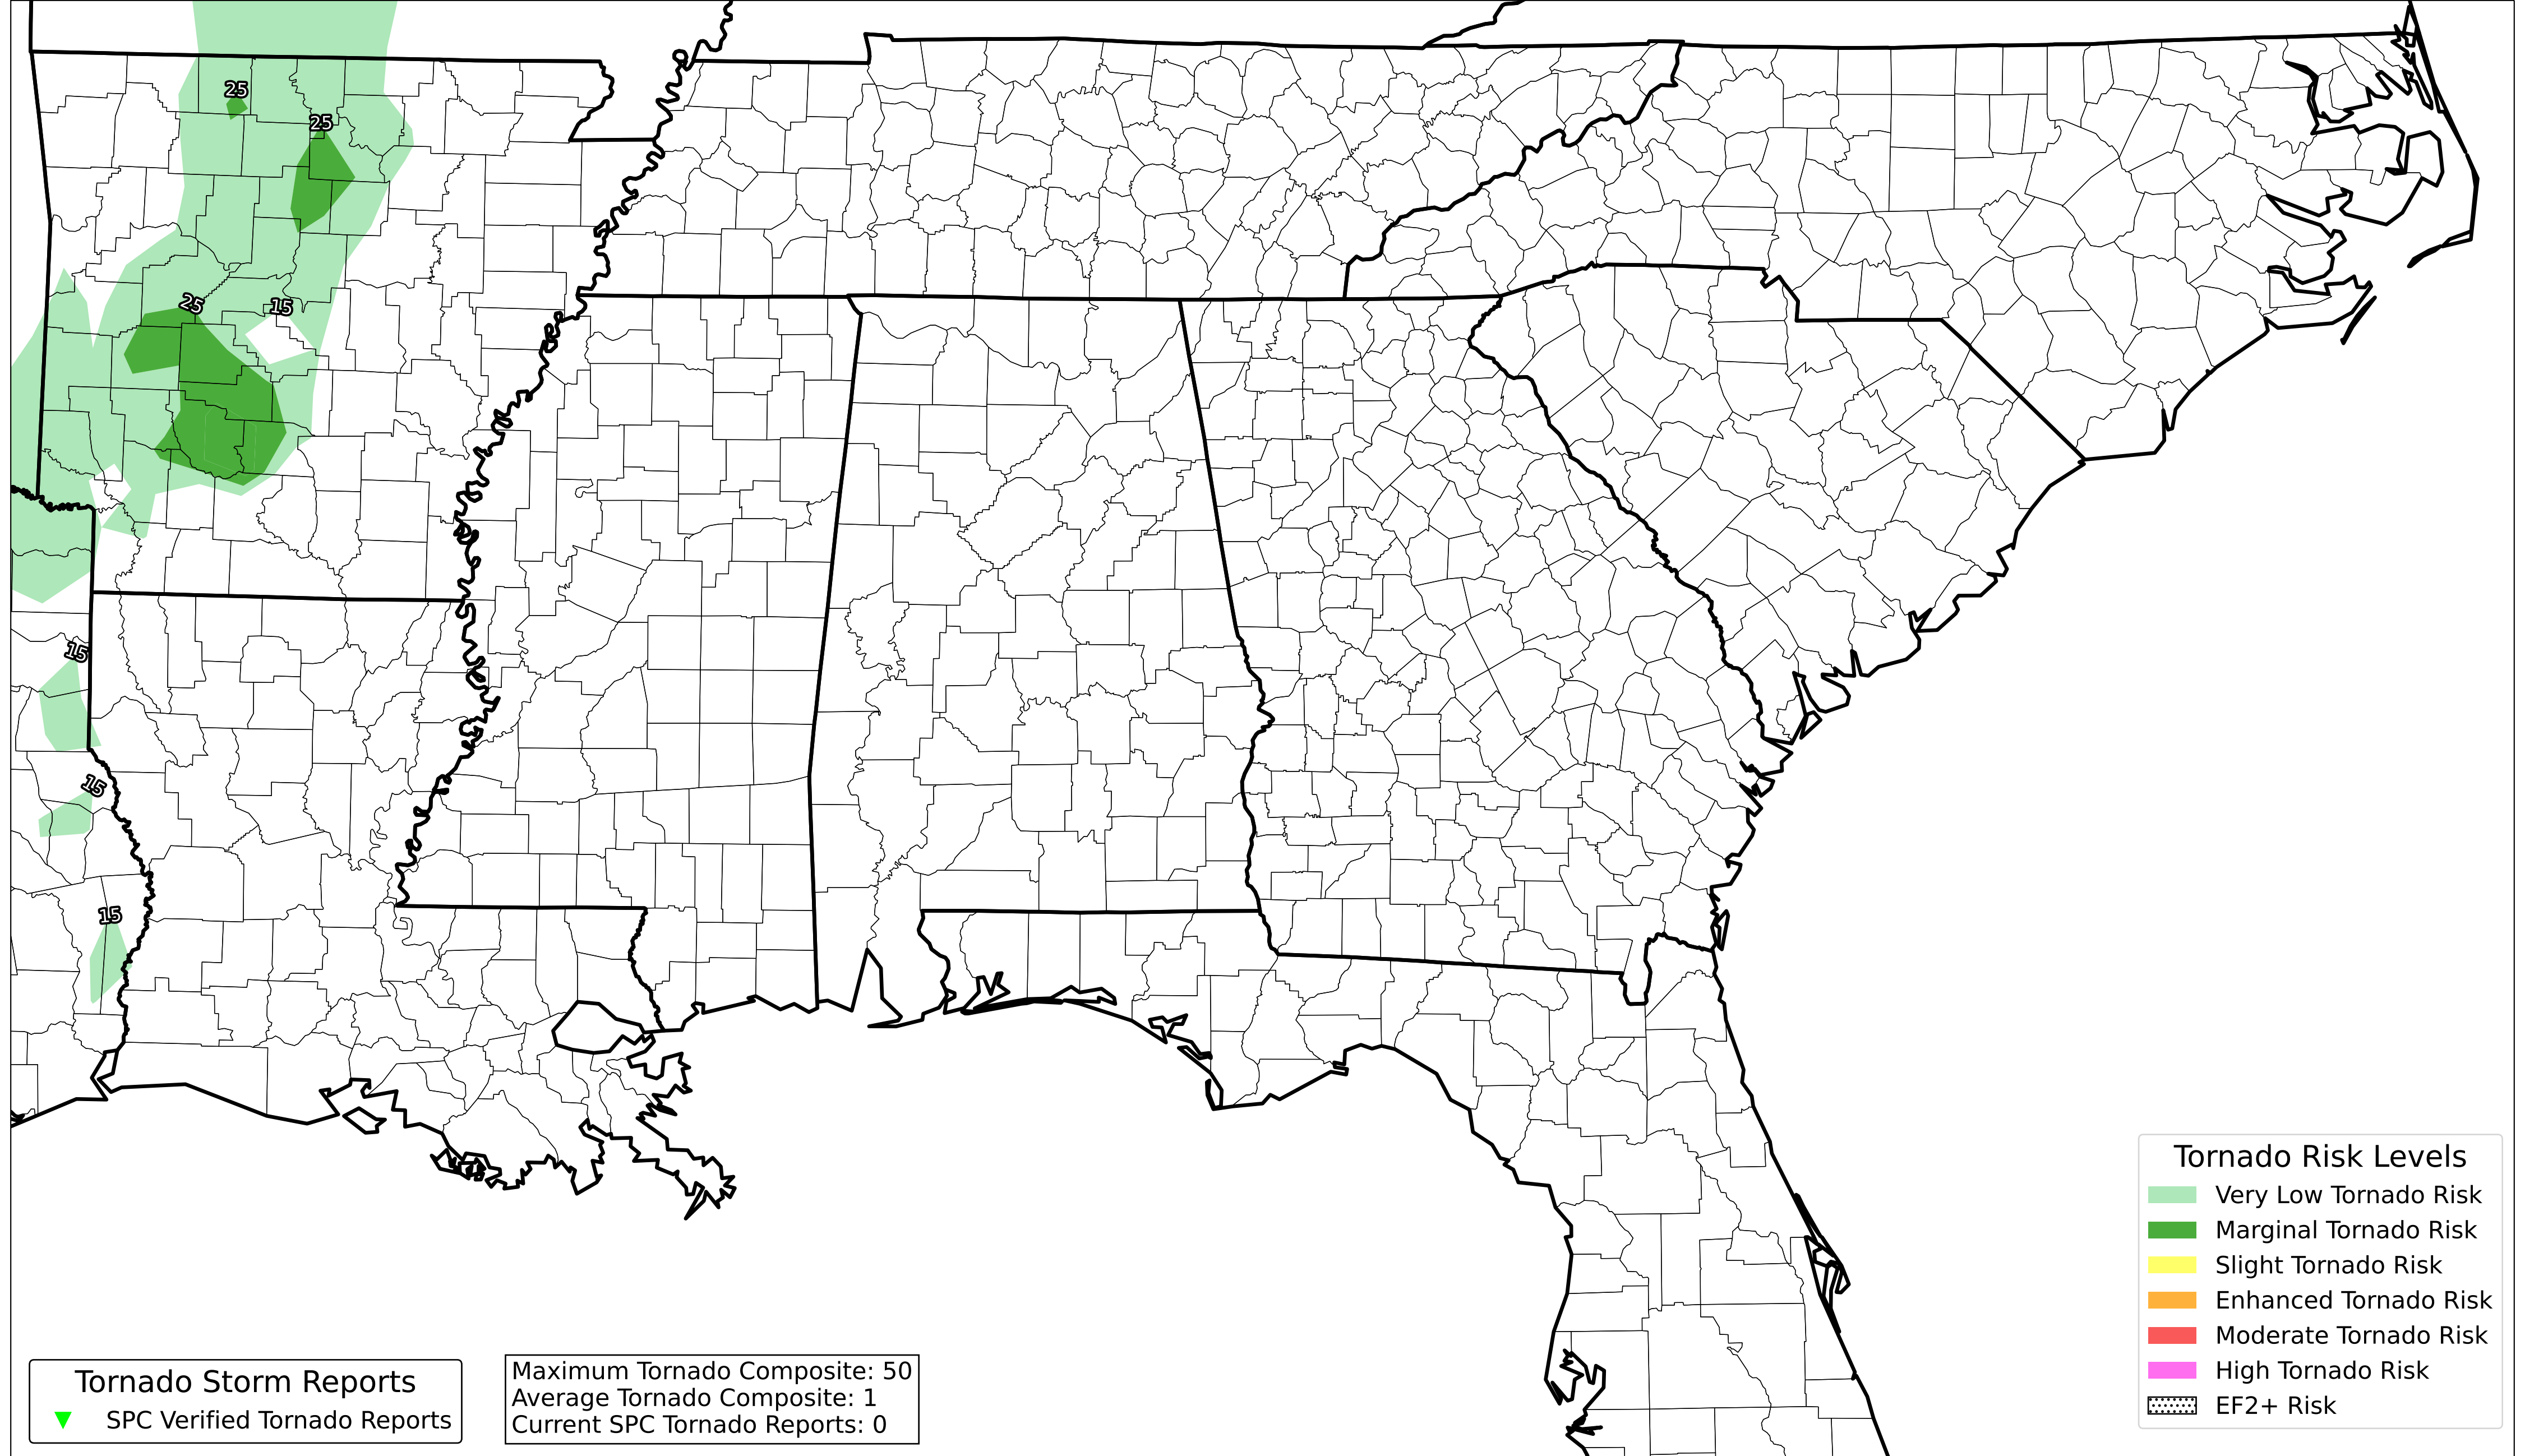 25
25
25
15
15
15
15
Tornado Risk Levels
Very Low Tornado Risk
Marginal Tornado Risk
Slight Tornado Risk
Enhanced Tornado Risk
Moderate Tornado Risk
High Tornado Risk
EF2+ Risk
Tornado Storm Reports
SPC Verified Tornado Reports
Maximum Tornado Composite: 50
Average Tornado Composite: 1
Current SPC Tornado Reports: 0